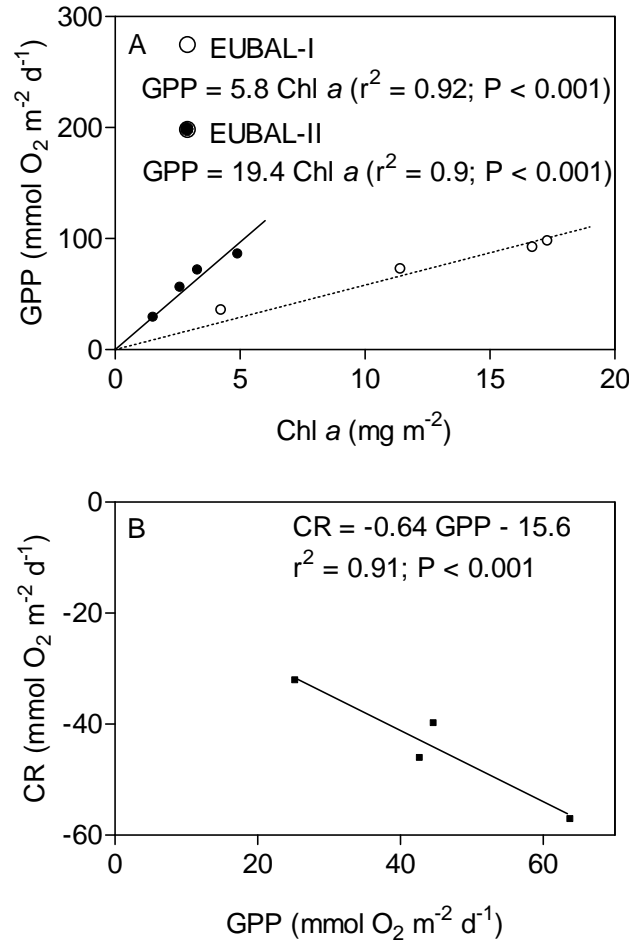 300
A
EUBAL-I
GPP = 5.8 Chl a (r² = 0.92; P < 0.001)
EUBAL-II
GPP = 19.4 Chl a (r² = 0.9; P < 0.001)
200
100
0
GPP (mmol O₂ m⁻² d⁻¹)
0 5 10 15 20
Chl a (mg m⁻²)
0
B
CR = -0.64 GPP - 15.6
r² = 0.91; P < 0.001
-20
-40
-60
CR (mmol O₂ m⁻² d⁻¹)
0 20 40 60
GPP (mmol O₂ m⁻² d⁻¹)